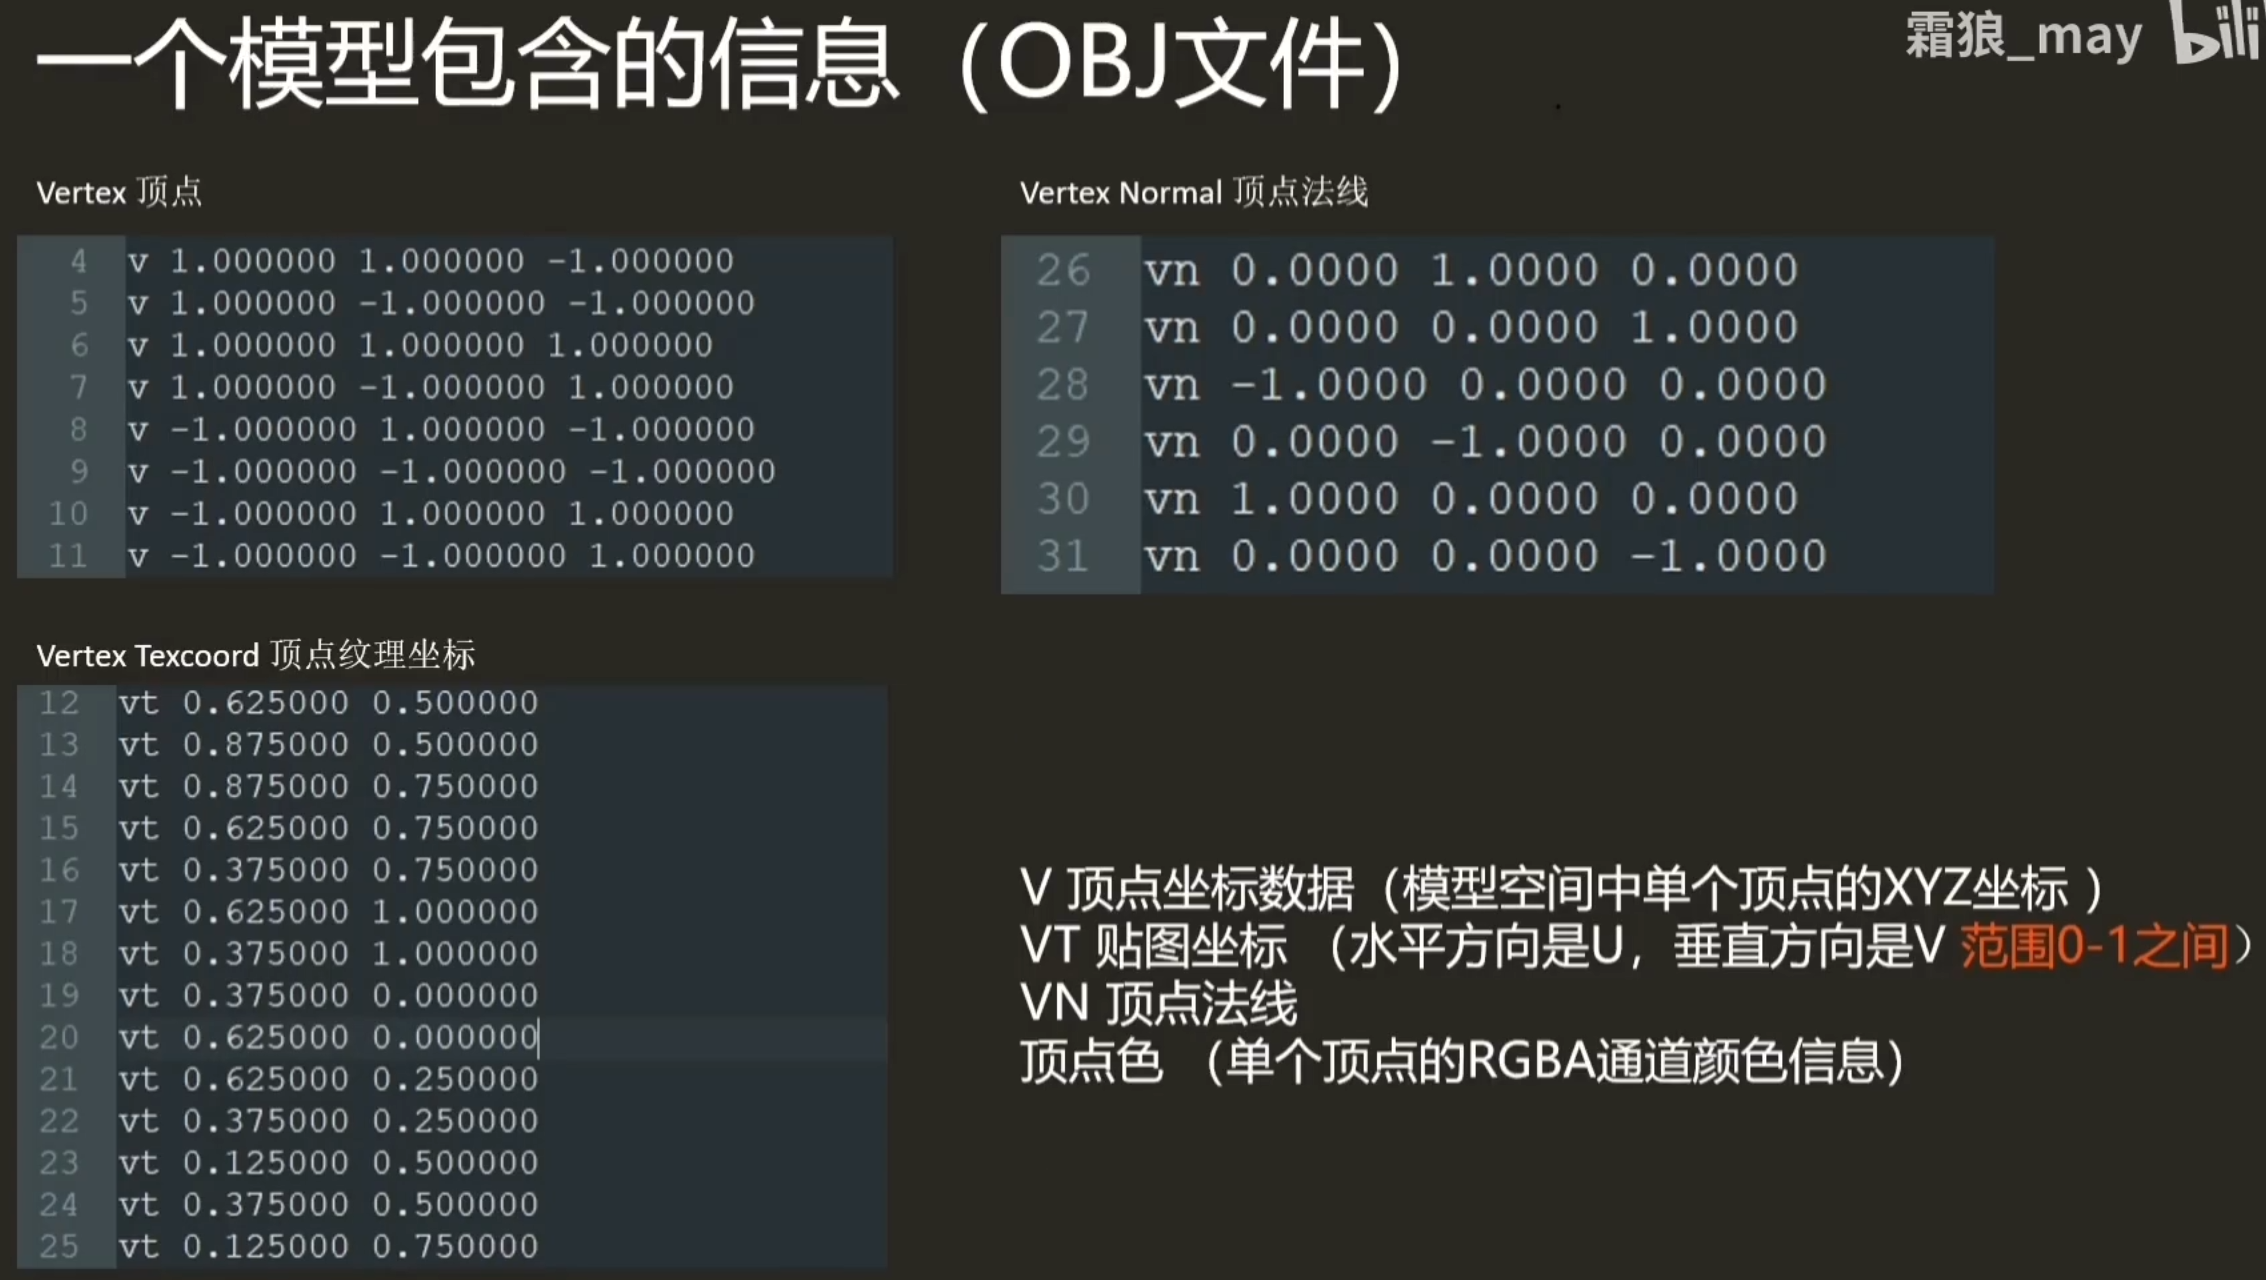 一个模型包含的信息（OBJ文件）
霜狼_may bili
Vertex 顶点
4 v 1.000000 1.000000 -1.000000
5 v 1.000000 -1.000000 -1.000000
6 v 1.000000 1.000000 1.000000
7 v 1.000000 -1.000000 1.000000
8 v -1.000000 1.000000 -1.000000
9 v -1.000000 -1.000000 -1.000000
10 v -1.000000 1.000000 1.000000
11 v -1.000000 -1.000000 1.000000
Vertex Normal 顶点法线
26 vn 0.0000 1.0000 0.0000
27 vn 0.0000 0.0000 1.0000
28 vn -1.0000 0.0000 0.0000
29 vn 0.0000 -1.0000 0.0000
30 vn 1.0000 0.0000 0.0000
31 vn 0.0000 0.0000 -1.0000
Vertex Texcoord 顶点纹理坐标
12 vt 0.625000 0.500000
13 vt 0.875000 0.500000
14 vt 0.875000 0.750000
15 vt 0.625000 0.750000
16 vt 0.375000 0.750000
17 vt 0.625000 1.000000
18 vt 0.375000 1.000000
19 vt 0.375000 0.000000
20 vt 0.625000 0.000000
21 vt 0.625000 0.250000
22 vt 0.375000 0.250000
23 vt 0.125000 0.500000
24 vt 0.375000 0.500000
25 vt 0.125000 0.750000
V 顶点坐标数据（模型空间中单个顶点的XYZ坐标 ）
VT 贴图坐标 （水平方向是U，垂直方向是V 范围0-1之间）
VN 顶点法线
顶点色 （单个顶点的RGBA通道颜色信息）